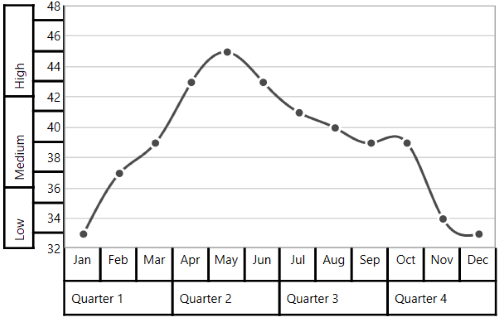 48
46
44
42
40
38
36
34
32
High
Medium
Low
Jan Feb Mar Apr May Jun Jul Aug Sep Oct Nov Dec
Quarter 1 Quarter 2 Quarter 3 Quarter 4